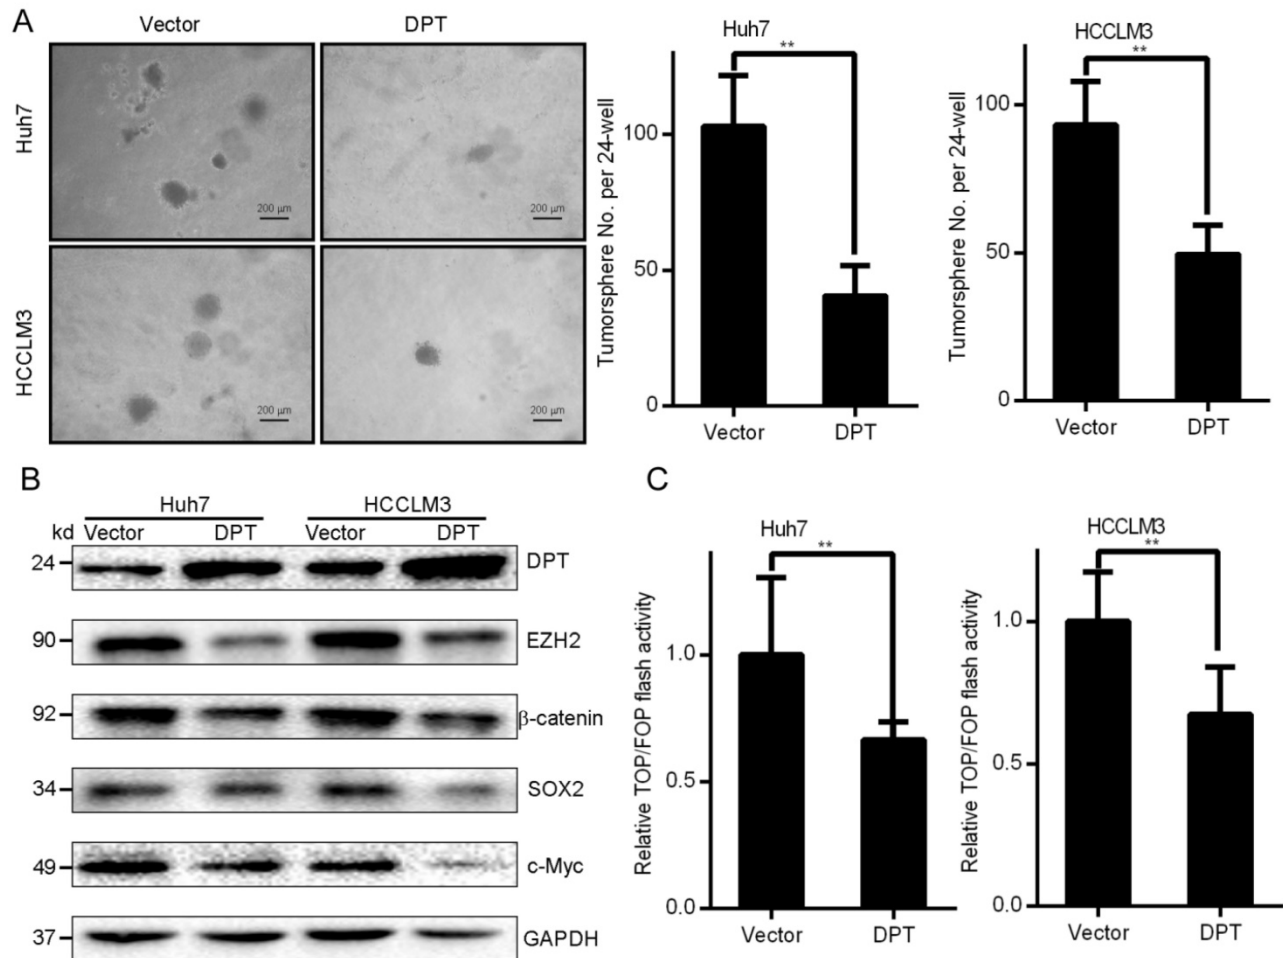 A
Vector
DPT
Huh7
200 µm
200 µm
HCCLM3
200 µm
200 µm
Huh7
**
Tumorsphere No. per 24-well
100
50
0
Vector
DPT
HCCLM3
**
Tumorsphere No. per 24-well
100
50
0
Vector
DPT
B
Huh7
HCCLM3
kd
Vector
DPT
Vector
DPT
24
DPT
90
EZH2
92
β-catenin
34
SOX2
49
c-Myc
37
GAPDH
C
Huh7
**
Relative TOP/FOP flash activity
1.0
0.5
0.0
Vector
DPT
HCCLM3
**
Relative TOP/FOP flash activity
1.0
0.5
0.0
Vector
DPT